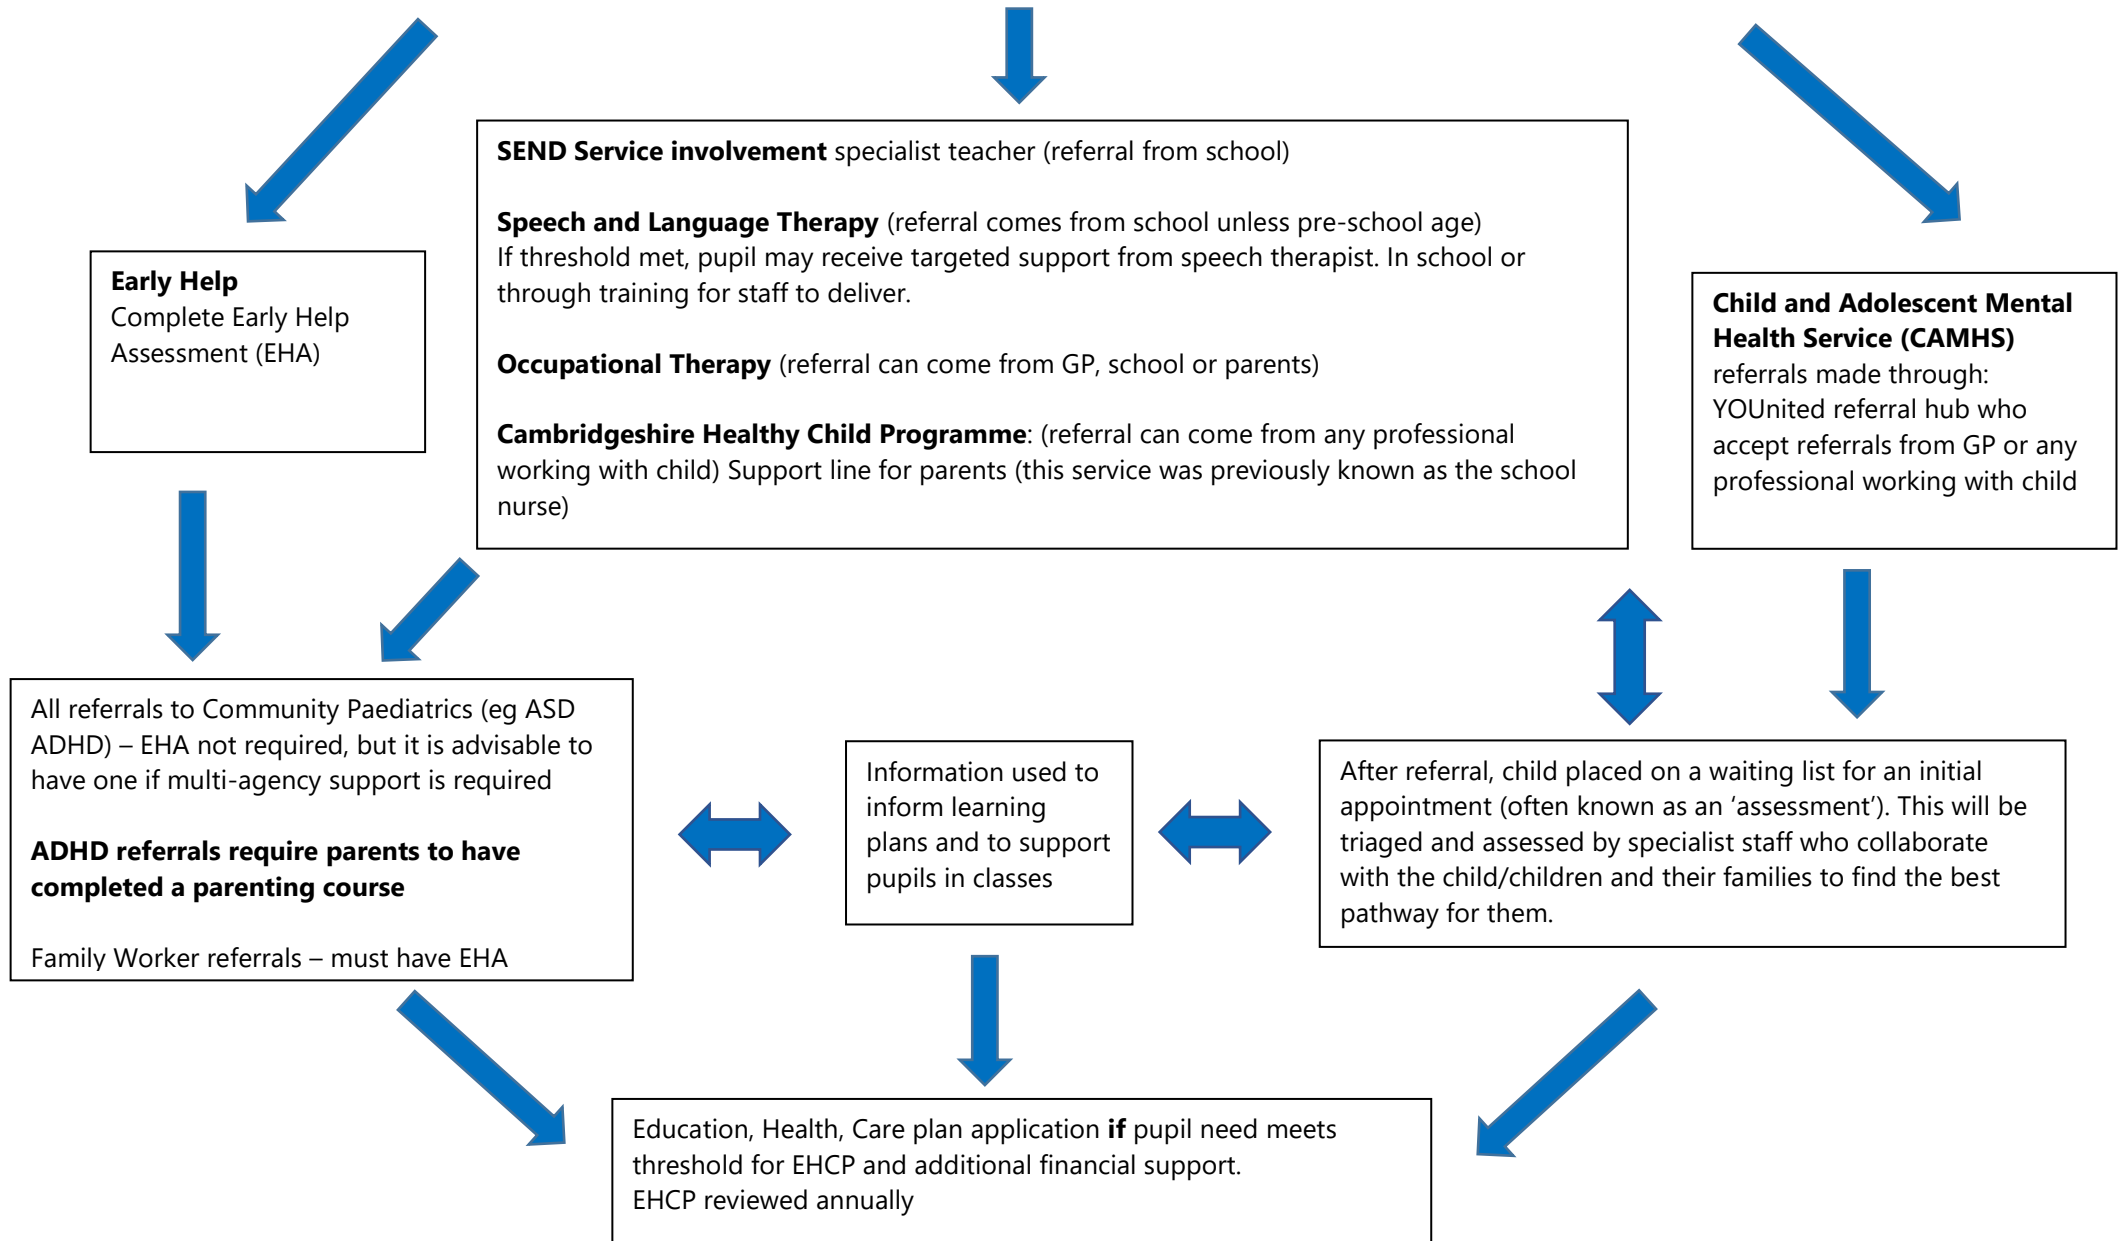 SEND Service involvement specialist teacher (referral from school)
Speech and Language Therapy (referral comes from school unless pre-school age)
If threshold met, pupil may receive targeted support from speech therapist. In school or
through training for staff to deliver.
Occupational Therapy (referral can come from GP, school or parents)
Cambridgeshire Healthy Child Programme: (referral can come from any professional
working with child) Support line for parents (this service was previously known as the school
nurse)
Early Help
Complete Early Help
Assessment (EHA)
Child and Adolescent Mental
Health Service (CAMHS)
referrals made through:
YOUnited referral hub who
accept referrals from GP or any
professional working with child
All referrals to Community Paediatrics (eg ASD
ADHD) – EHA not required, but it is advisable to
have one if multi-agency support is required
ADHD referrals require parents to have
completed a parenting course
Family Worker referrals – must have EHA
Information used to
inform learning
plans and to support
pupils in classes
After referral, child placed on a waiting list for an initial
appointment (often known as an ‘assessment’). This will be
triaged and assessed by specialist staff who collaborate
with the child/children and their families to find the best
pathway for them.
Education, Health, Care plan application if pupil need meets
threshold for EHCP and additional financial support.
EHCP reviewed annually